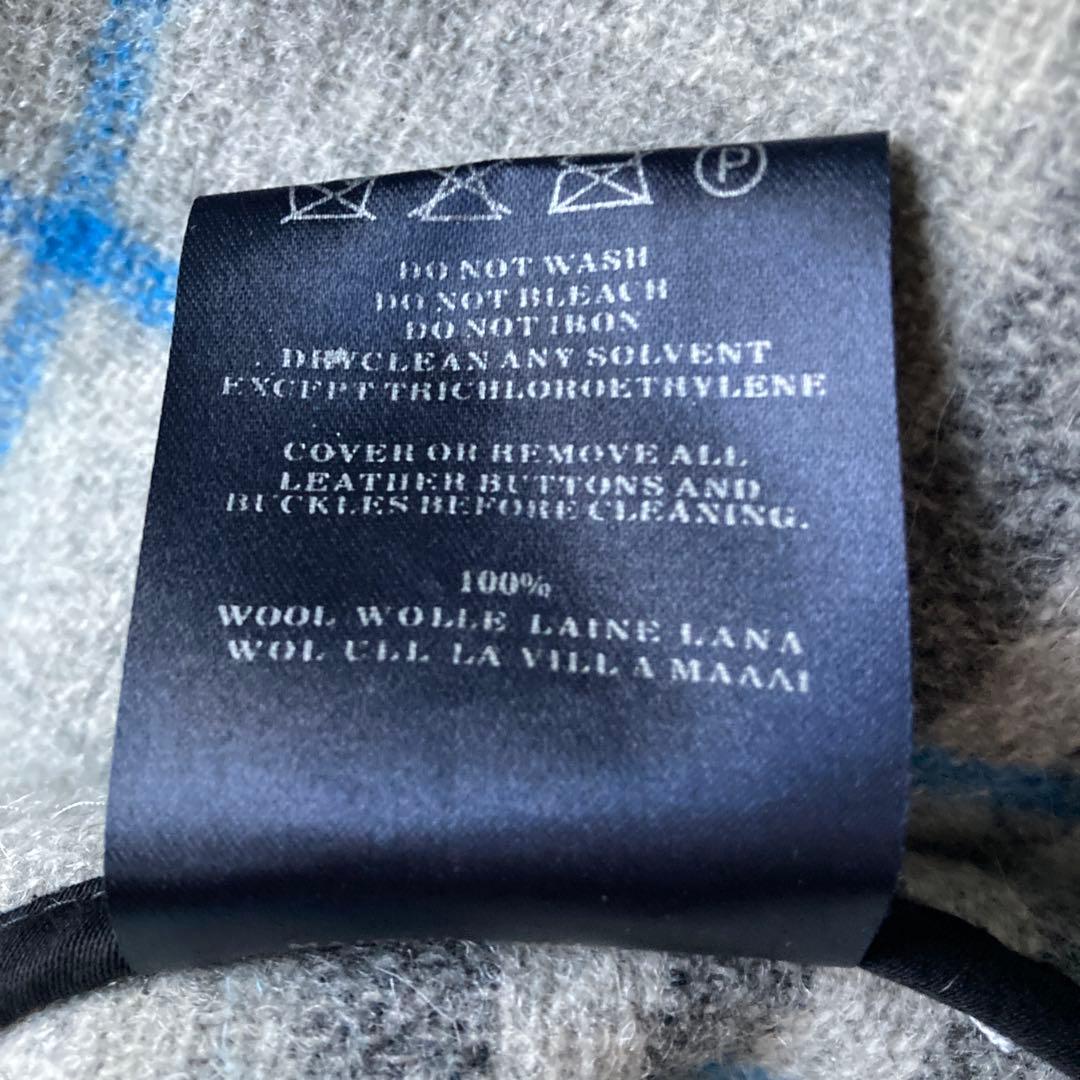 P
DO NOT WASH
DO NOT BLEACH
DO NOT IRON
DRYCLEAN ANY SOLVENT
EXCEPT TRICHLOROETHYLENE
COVER OR REMOVE ALL
LEATHER BUTTONS AND
BUCKLES BEFORE CLEANING.
100%
WOOL WOLLE LAINE LANA
WOL ULL LA VILLA ΜΑΛΛΙ